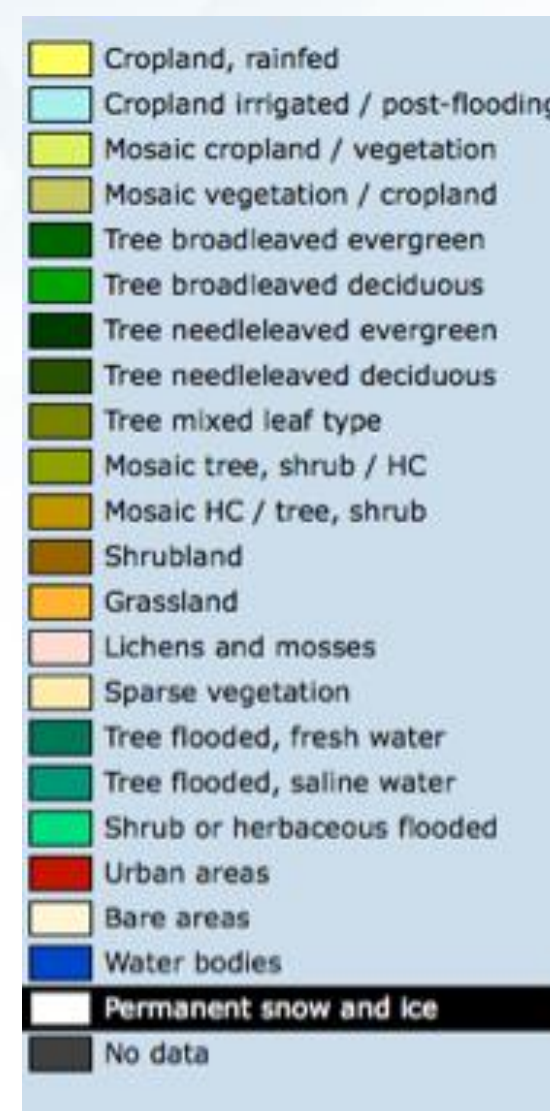 Cropland, rainfed
Cropland irrigated / post-flooding
Mosaic cropland / vegetation
Mosaic vegetation / cropland
Tree broadleaved evergreen
Tree broadleaved deciduous
Tree needleleaved evergreen
Tree needleleaved deciduous
Tree mixed leaf type
Mosaic tree, shrub / HC
Mosaic HC / tree, shrub
Shrubland
Grassland
Lichens and mosses
Sparse vegetation
Tree flooded, fresh water
Tree flooded, saline water
Shrub or herbaceous flooded
Urban areas
Bare areas
Water bodies
Permanent snow and ice
No data